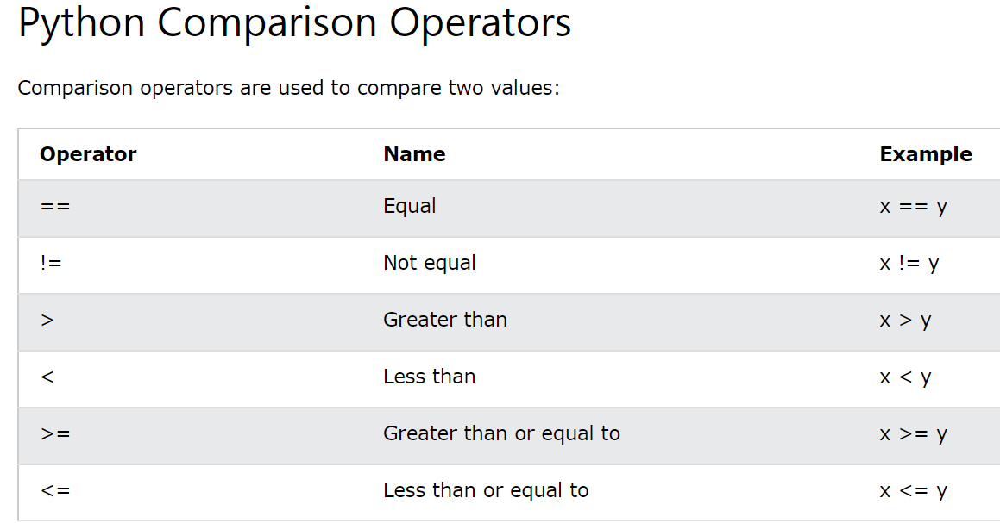 Python Comparison Operators
Comparison operators are used to compare two values:
Operator Name Example
== Equal x == y
!= Not equal x != y
> Greater than x > y
< Less than x < y
>= Greater than or equal to x >= y
<= Less than or equal to x <= y